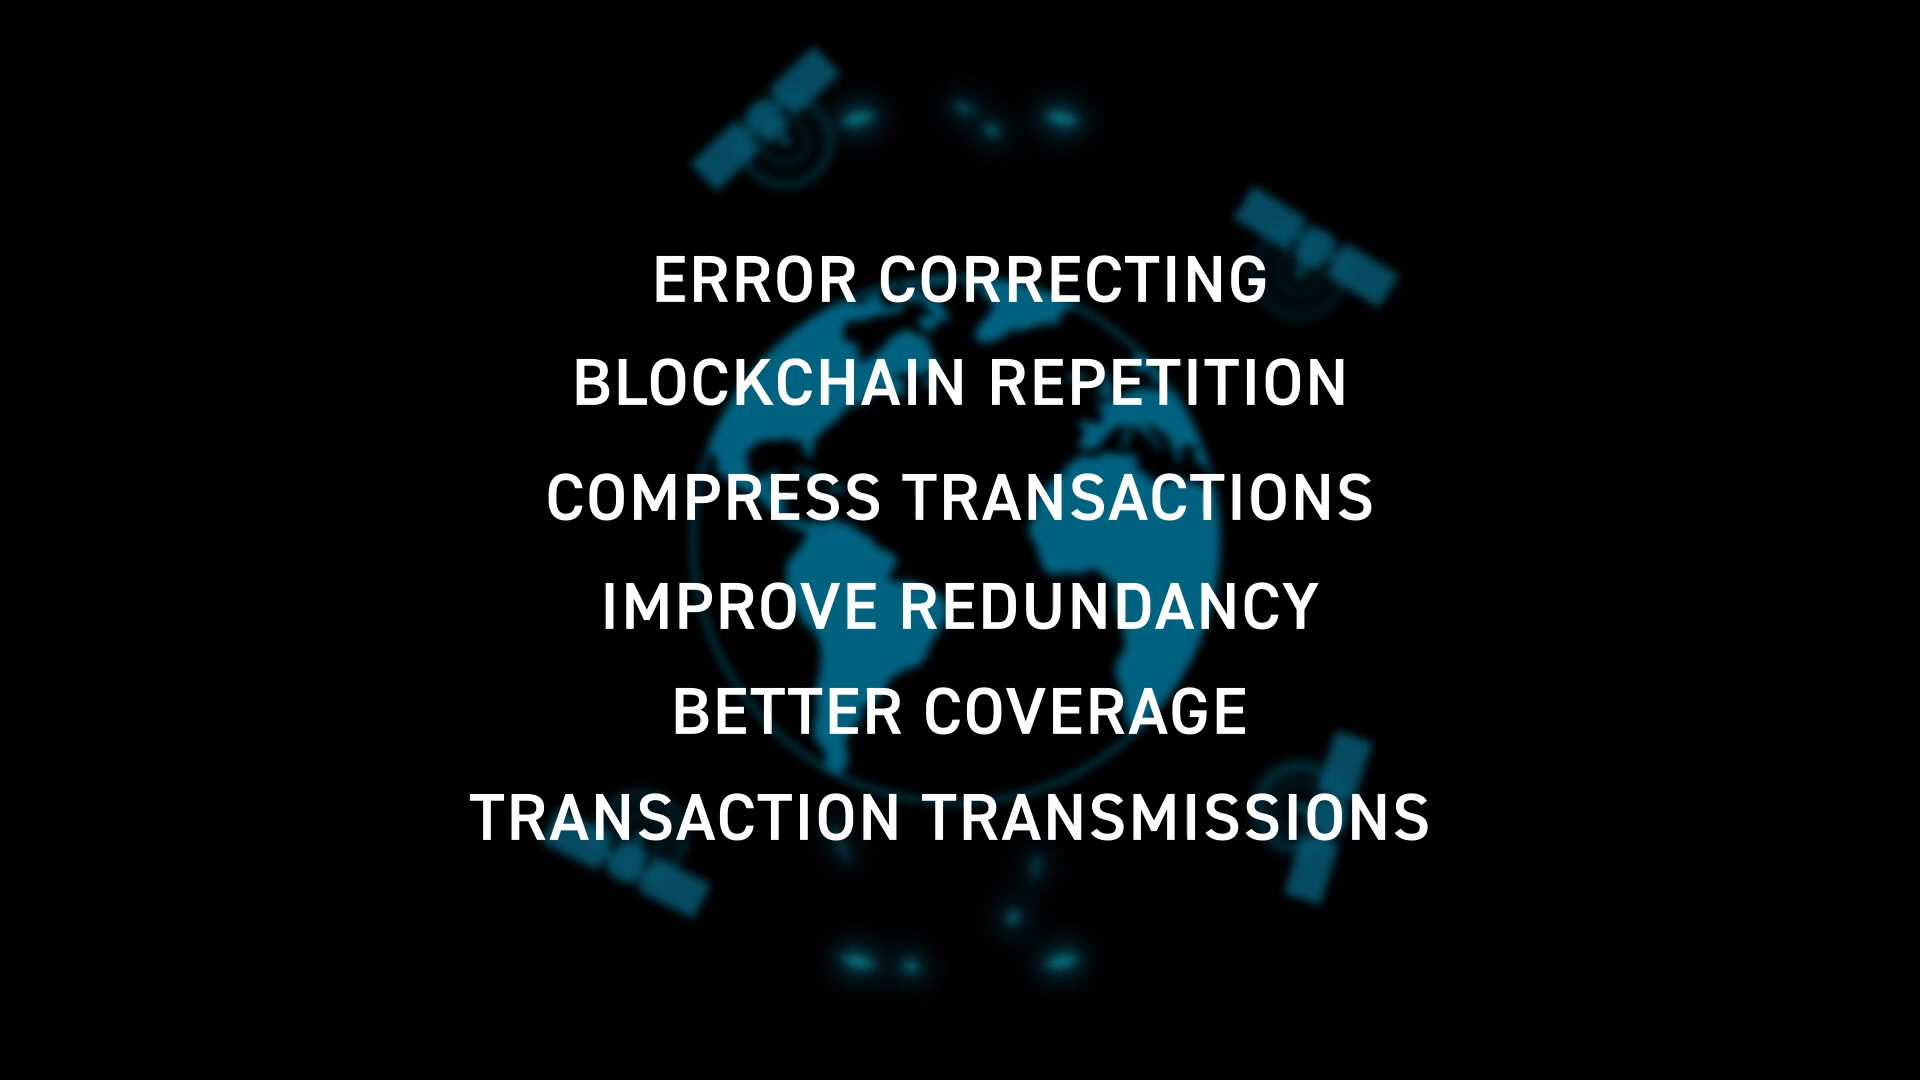 ERROR CORRECTING
BLOCKCHAIN REPETITION
COMPRESS TRANSACTIONS
IMPROVE REDUNDANCY
BETTER COVERAGE
TRANSACTION TRANSMISSIONS